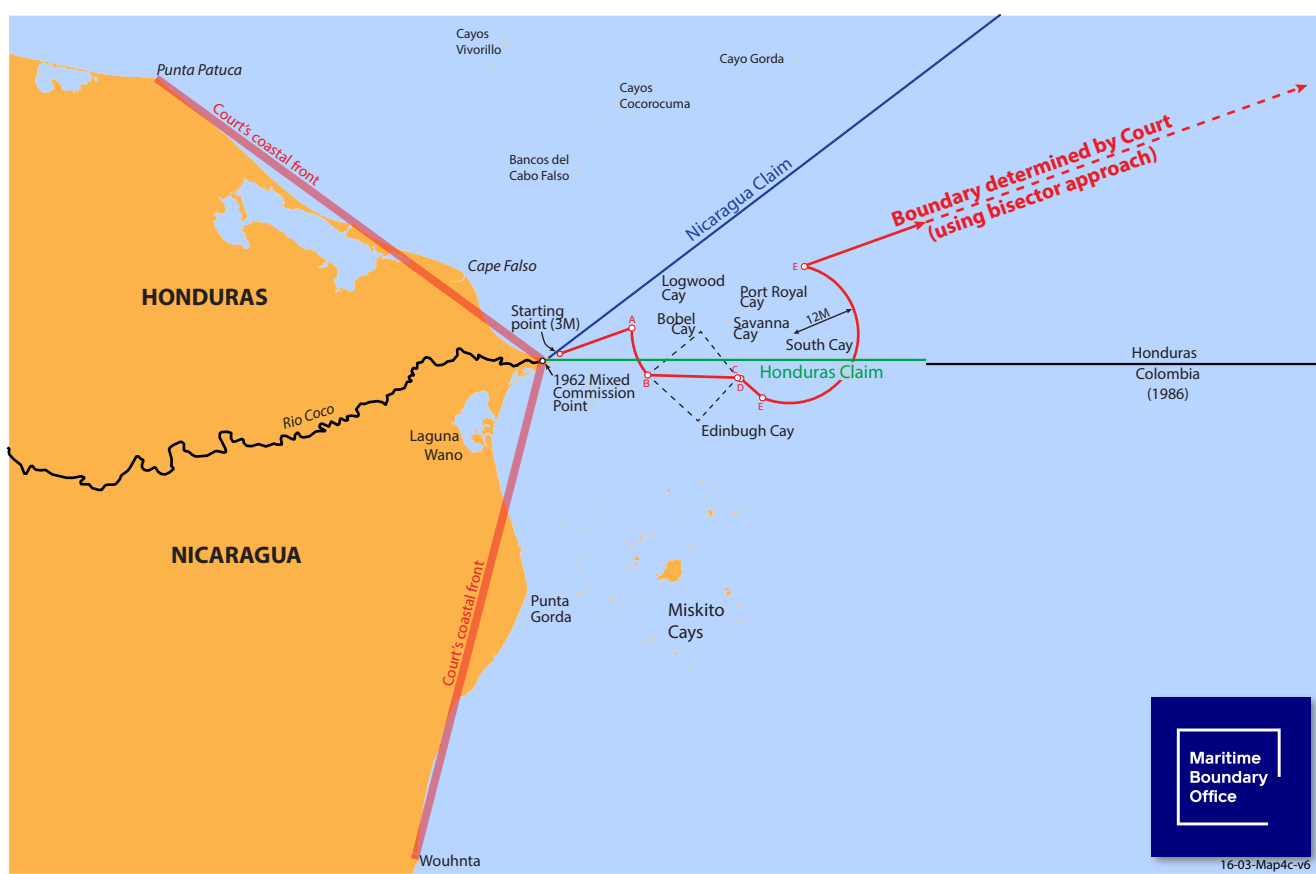 Cayos
Vivorillo
Cayo Gorda
Punta Patuca
Cayos
Cocorocuma
Court's coastal front
Boundary determined by Court
(using bisector approach)
Bancos del
Cabo Falso
Nicaragua Claim
Cape Falso
E
Logwood
Cay
Port Royal
Cay
HONDURAS
Starting
point (3M)
A
Bobel
Cay
Savanna
Cay
12M
South Cay
Honduras
Honduras Claim
Colombia
(1986)
1962 Mixed
Commission
Point
B
C
D
E
Rio Coco
Laguna
Wano
Edinbugh Cay
NICARAGUA
Court's coastal front
Punta
Gorda
Miskito
Cays
Maritime
Boundary
Office
Wouhnta
16-03-Map4c-v6